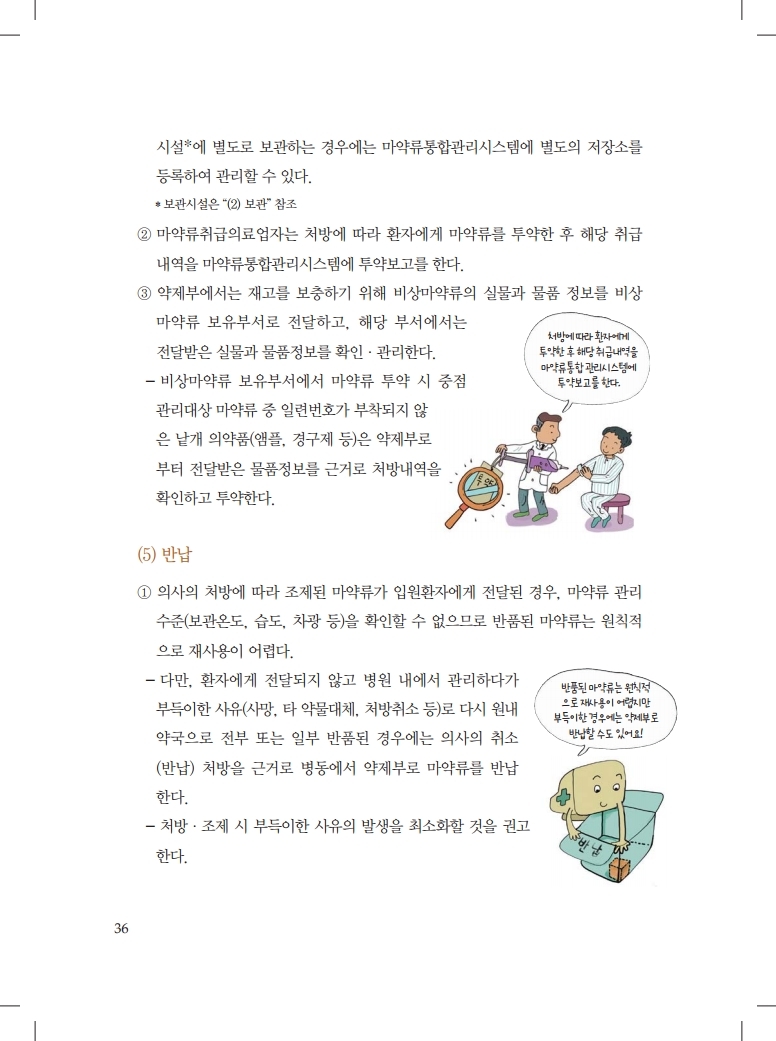 시설*에 별도로 보관하는 경우에는 마약류통합관리시스템에 별도의 저장소를
등록하여 관리할 수 있다.
* 보관시설은 “(2) 보관” 참조
② 마약류취급의료업자는 처방에 따라 환자에게 마약류를 투약한 후 해당 취급
내역을 마약류통합관리시스템에 투약보고를 한다.
③ 약제부에서는 재고를 보충하기 위해 비상마약류의 실물과 물품 정보를 비상
마약류 보유부서로 전달하고, 해당 부서에서는
전달받은 실물과 물품정보를 확인 · 관리한다.
– 비상마약류 보유부서에서 마약류 투약 시 중점
관리대상 마약류 중 일련번호가 부착되지 않
은 낱개 의약품(앰플, 경구제 등)은 약제부로
부터 전달받은 물품정보를 근거로 처방내역을
확인하고 투약한다.
처방에 따라 환자에게
투약한 후 해당 취급내역을
마약류통합관리시스템에
투약보고를 한다.
투약
(5) 반납
① 의사의 처방에 따라 조제된 마약류가 입원환자에게 전달된 경우, 마약류 관리
수준(보관온도, 습도, 차광 등)을 확인할 수 없으므로 반품된 마약류는 원칙적
으로 재사용이 어렵다.
– 다만, 환자에게 전달되지 않고 병원 내에서 관리하다가
부득이한 사유(사망, 타 약물대체, 처방취소 등)로 다시 원내
약국으로 전부 또는 일부 반품된 경우에는 의사의 취소
(반납) 처방을 근거로 병동에서 약제부로 마약류를 반납
한다.
– 처방 · 조제 시 부득이한 사유의 발생을 최소화할 것을 권고
한다.
반품된 마약류는 원칙적
으로 재사용이 어렵지만
부득이한 경우에는 약제부로
반납할 수도 있어요!
반납
36